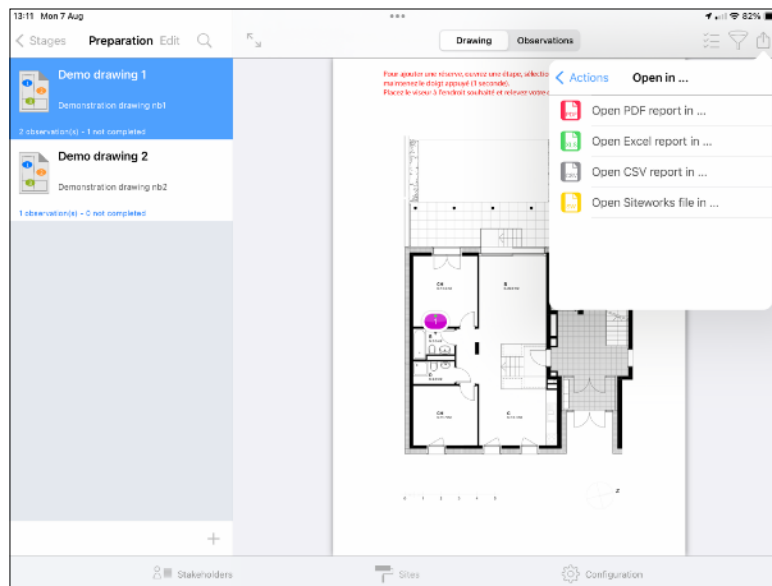 13:11 Mon 7 Aug
82%
Stages
Preparation
Edit
Drawing
Observations
Demo drawing 1
Demonstration drawing nb1
2 observation(s) - 1 not completed
Demo drawing 2
Demonstration drawing nb2
1 observation(s) - 0 not completed
Pour ajouter une réserve, ouvrez une étape, sélectio
maintenez le doigt appuyé (1 seconde).
Placez le viseur à l'endroit souhaité et relevez votre
Actions
Open in ...
Open PDF report in ...
Open Excel report in ...
Open CSV report in ...
Open Siteworks file in ...
Stakeholders
Sites
Configuration